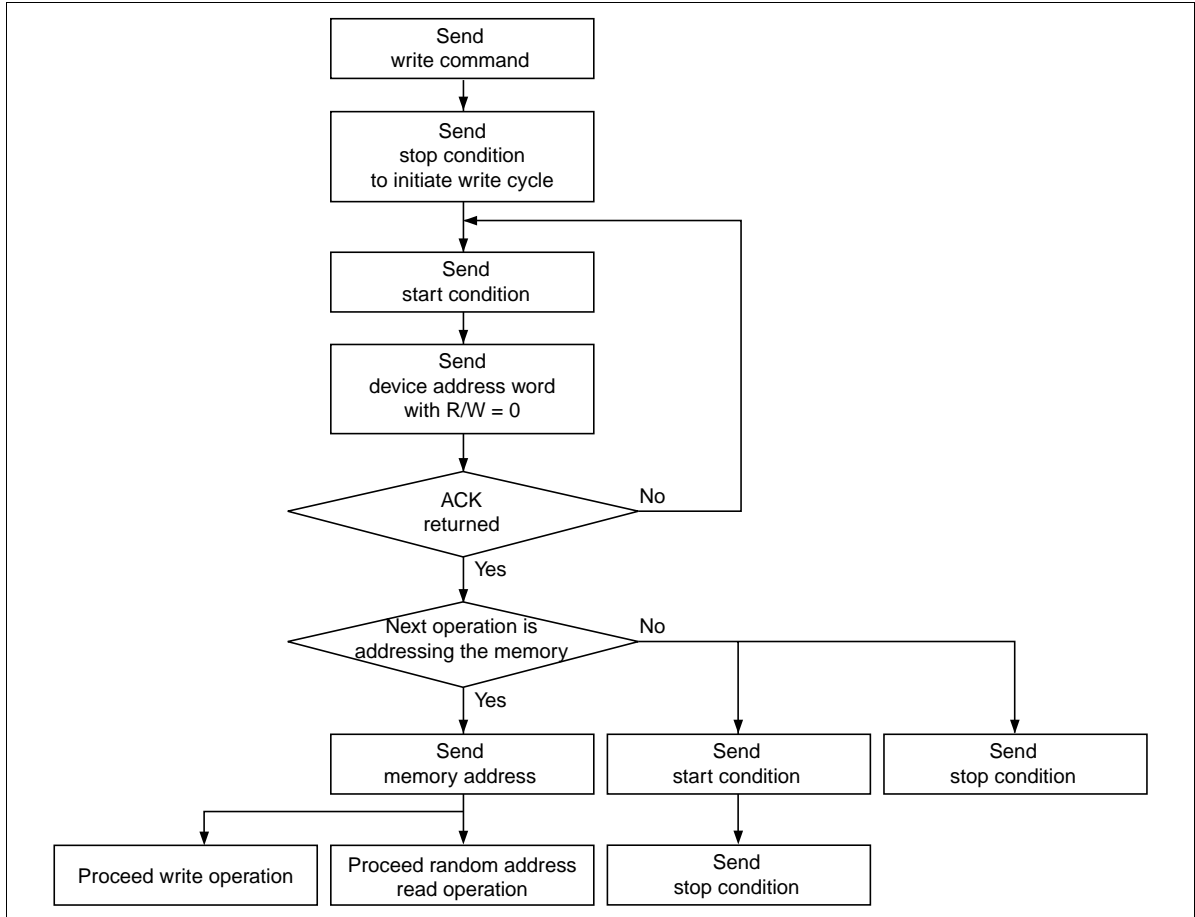 Send
write command
Send
stop condition
to initiate write cycle
Send
start condition
Send
device address word
with R/W = 0
ACK
returned
No
Yes
Next operation is
addressing the memory
No
Yes
Send
memory address
Send
start condition
Send
stop condition
Proceed write operation
Proceed random address
read operation
Send
stop condition